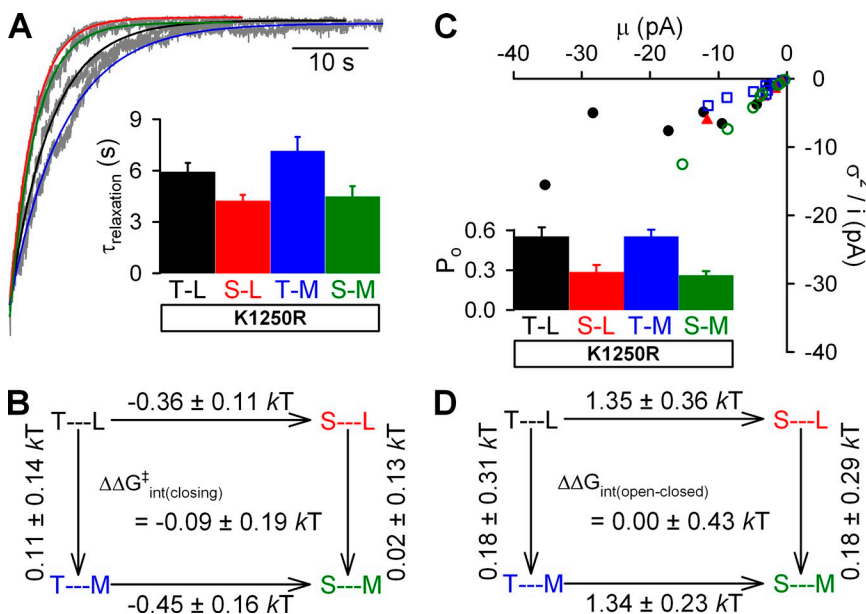 A
10 s
τrelaxation (s)
9
6
3
0
T-L S-L T-M S-M
K1250R
C
μ (pA)
-40 -30 -20 -10 0
0
-10
-20
-30
-40
σ² / i (pA)
Po
0.6
0.3
0.0
T-L S-L T-M S-M
K1250R
B
-0.36 ± 0.11 kT
T---L S---L
0.11 ± 0.14 kT
ΔΔG‡int(closing)
= -0.09 ± 0.19 kT
0.02 ± 0.13 kT
T---M S---M
-0.45 ± 0.16 kT
D
1.35 ± 0.36 kT
T---L S---L
0.18 ± 0.31 kT
ΔΔGint(open-closed)
= 0.00 ± 0.43 kT
0.18 ± 0.29 kT
T---M S---M
1.34 ± 0.23 kT